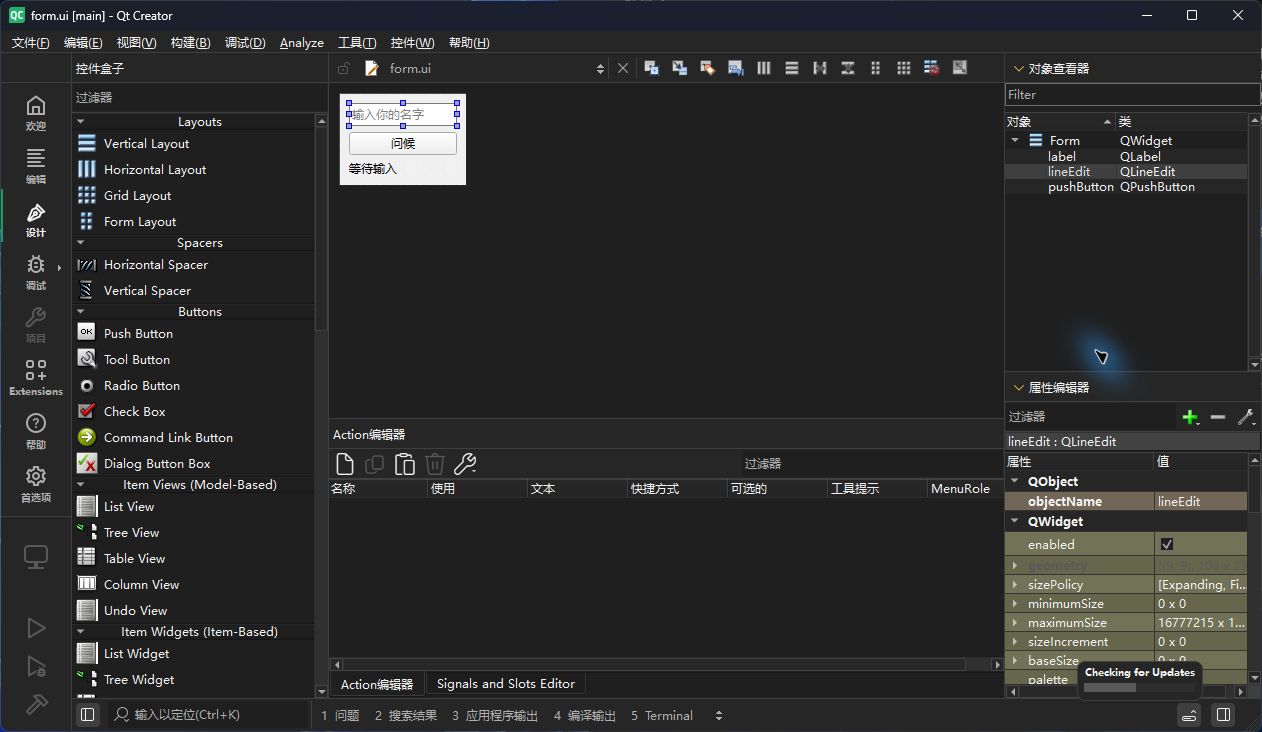 form.ui [main] - Qt Creator
文件(F) 编辑(E) 视图(V) 构建(B) 调试(D) Analyze 工具(T) 控件(W) 帮助(H)
控件盒子
form.ui
对象查看器
过滤器
Filter
欢迎
编辑
设计
调试
项目
Extensions
帮助
首选项
Layouts
Vertical Layout
Horizontal Layout
Grid Layout
Form Layout
Spacers
Horizontal Spacer
Vertical Spacer
Buttons
OK
Push Button
Tool Button
Radio Button
Check Box
Command Link Button
Dialog Button Box
Item Views (Model-Based)
List View
Tree View
Table View
Column View
Undo View
Item Widgets (Item-Based)
List Widget
Tree Widget
输入你的名字
问候
等待输入
对象 类
Form QWidget
label QLabel
lineEdit QLineEdit
pushButton QPushButton
Action编辑器
过滤器
名称 使用 文本 快捷方式 可选的 工具提示 MenuRole
Action编辑器 Signals and Slots Editor
属性编辑器
过滤器
lineEdit : QLineEdit
属性 值
QObject
objectName lineEdit
QWidget
enabled
geometry [(9, 9), 108 x 23]
sizePolicy [Expanding, Fi...
minimumSize 0 x 0
maximumSize 16777215 x 1...
sizeIncrement 0 x 0
baseSize 0 x 0
palette
Checking for Updates
输入以定位(Ctrl+K)
1 问题 2 搜索结果 3 应用程序输出 4 编译输出 5 Terminal